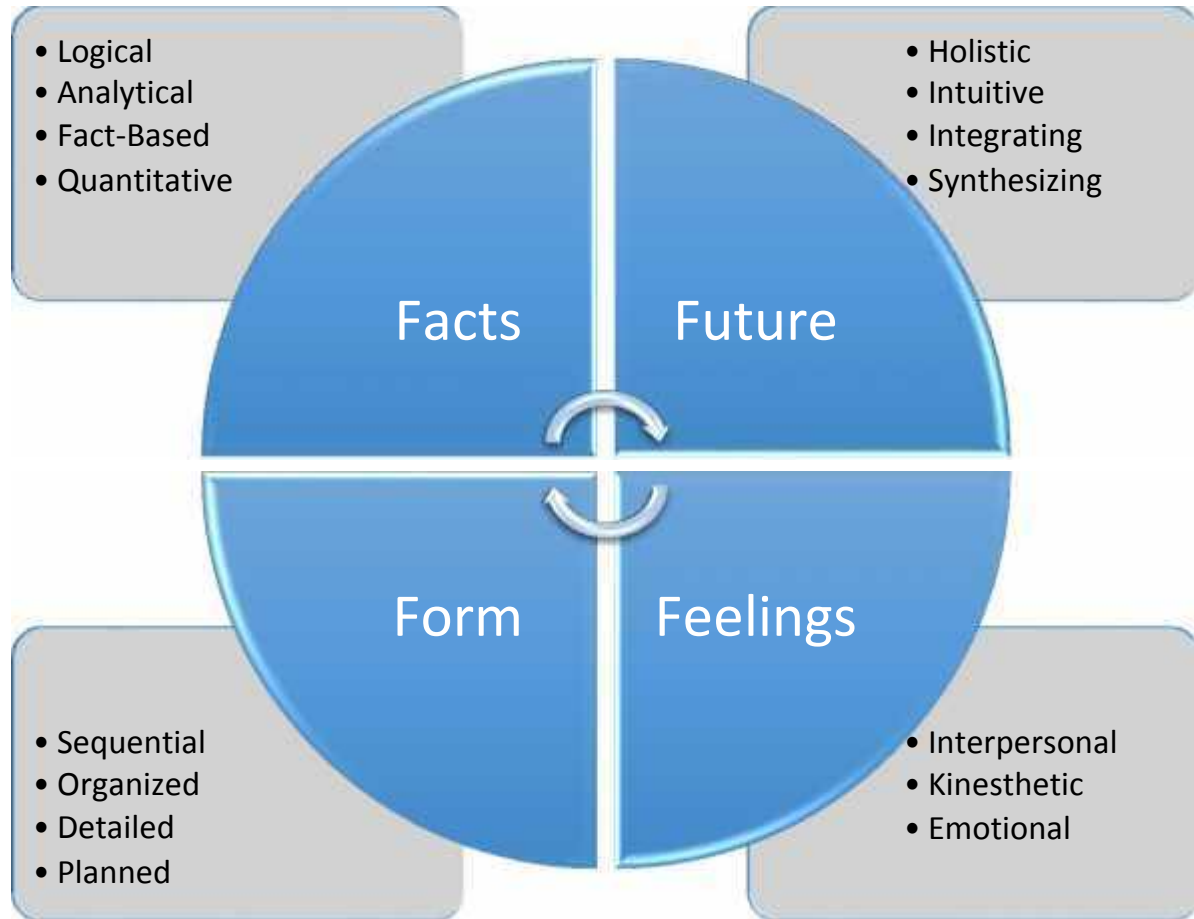 • Logical
• Analytical
• Fact-Based
• Quantitative
• Holistic
• Intuitive
• Integrating
• Synthesizing
Facts
Future
Form
Feelings
• Sequential
• Organized
• Detailed
• Planned
• Interpersonal
• Kinesthetic
• Emotional